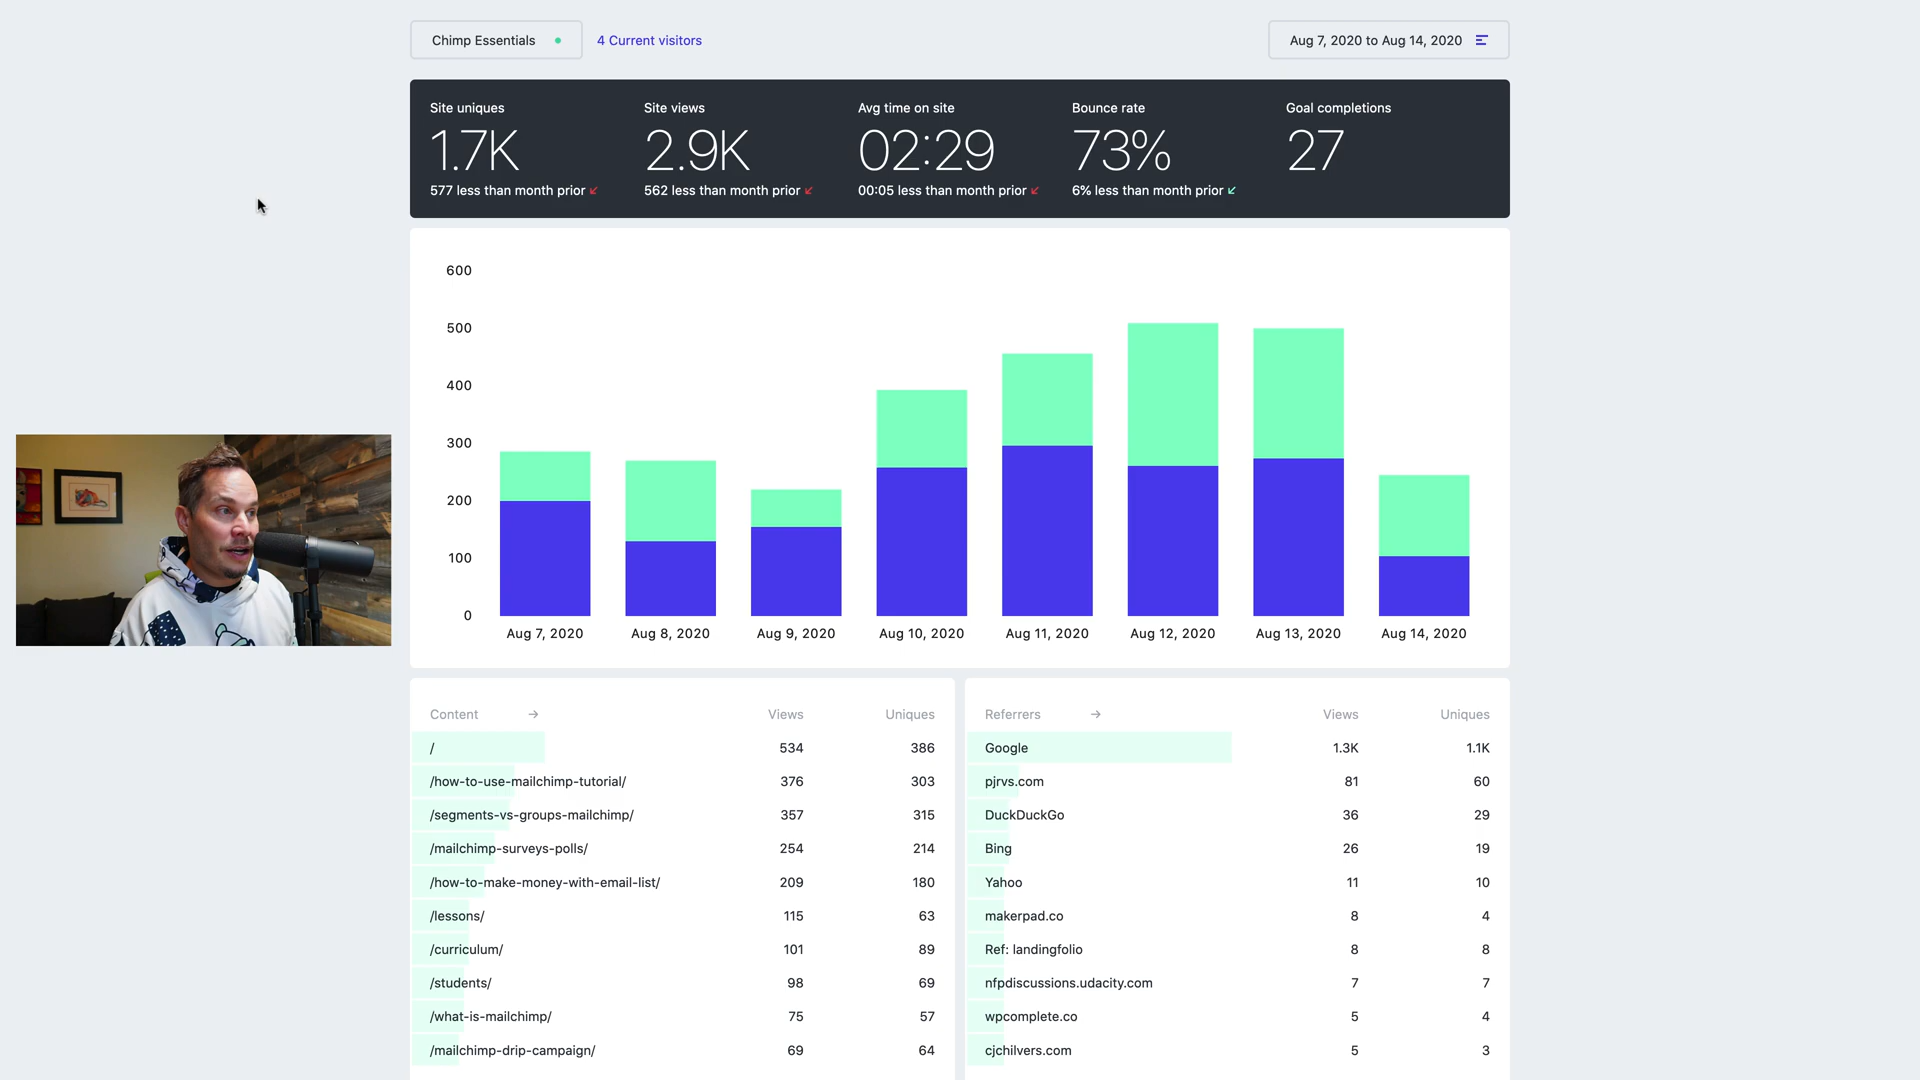 Chimp Essentials
4 Current visitors
Aug 7, 2020 to Aug 14, 2020
Site uniques
1.7K
577 less than month prior
Site views
2.9K
562 less than month prior
Avg time on site
02:29
00:05 less than month prior
Bounce rate
73%
6% less than month prior
Goal completions
27
600
500
400
300
200
100
0
Aug 7, 2020
Aug 8, 2020
Aug 9, 2020
Aug 10, 2020
Aug 11, 2020
Aug 12, 2020
Aug 13, 2020
Aug 14, 2020
Content → Views Uniques
/ 534 386
/how-to-use-mailchimp-tutorial/ 376 303
/segments-vs-groups-mailchimp/ 357 315
/mailchimp-surveys-polls/ 254 214
/how-to-make-money-with-email-list/ 209 180
/lessons/ 115 63
/curriculum/ 101 89
/students/ 98 69
/what-is-mailchimp/ 75 57
/mailchimp-drip-campaign/ 69 64
Referrers → Views Uniques
Google 1.3K 1.1K
pjrvs.com 81 60
DuckDuckGo 36 29
Bing 26 19
Yahoo 11 10
makerpad.co 8 4
Ref: landingfolio 8 8
nfpdiscussions.udacity.com 7 7
wpcomplete.co 5 4
cjchilvers.com 5 3